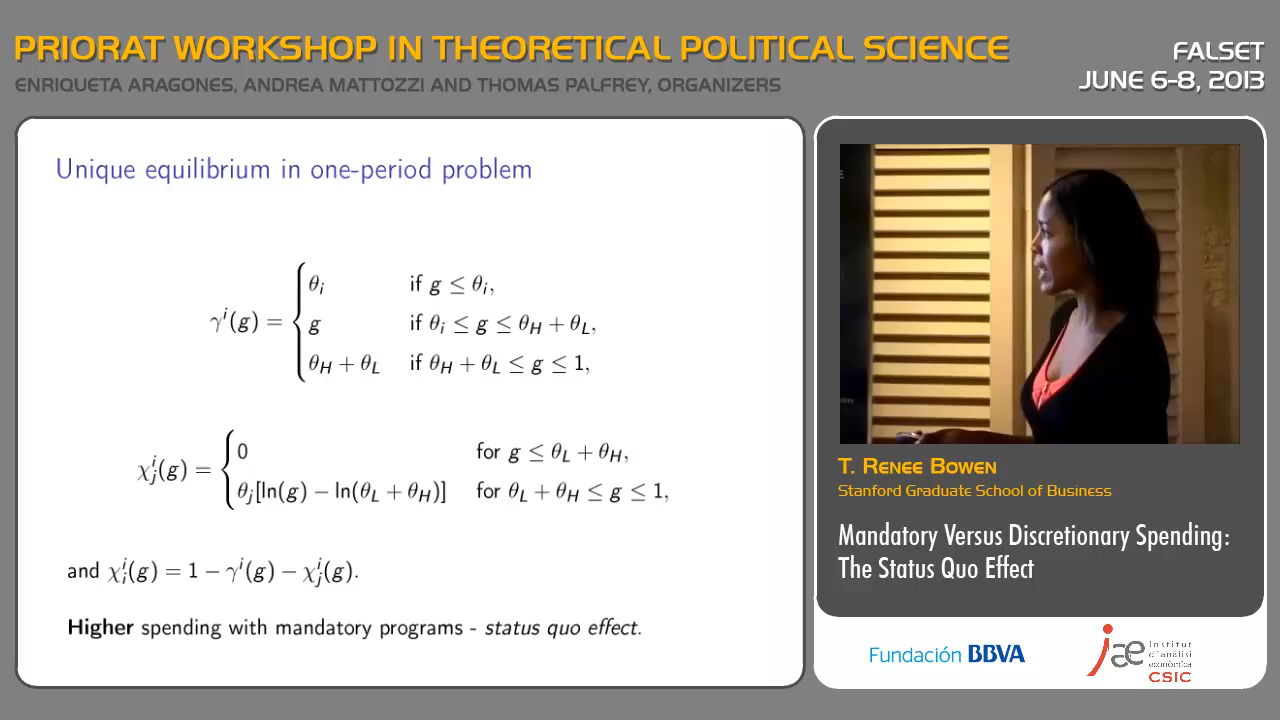 PRIORAT WORKSHOP IN THEORETICAL POLITICAL SCIENCE
ENRIQUETA ARAGONES, ANDREA MATTOZZI AND THOMAS PALFREY, ORGANIZERS
FALSET
JUNE 6-8, 2013
Unique equilibrium in one-period problem
γ^i(g) = { θ_i if g ≤ θ_i,
g if θ_i ≤ g ≤ θ_H + θ_L,
θ_H + θ_L if θ_H + θ_L ≤ g ≤ 1,
χ_j^i(g) = { 0 for g ≤ θ_L + θ_H,
θ_j[ln(g) − ln(θ_L + θ_H)] for θ_L + θ_H ≤ g ≤ 1,
and χ_i^i(g) = 1 − γ^i(g) − χ_j^i(g).
Higher spending with mandatory programs - status quo effect.
T. Renee Bowen
Stanford Graduate School of Business
Mandatory Versus Discretionary Spending:
The Status Quo Effect
Fundación BBVA
iae
Institut
d'anàlisi
econòmica
CSIC